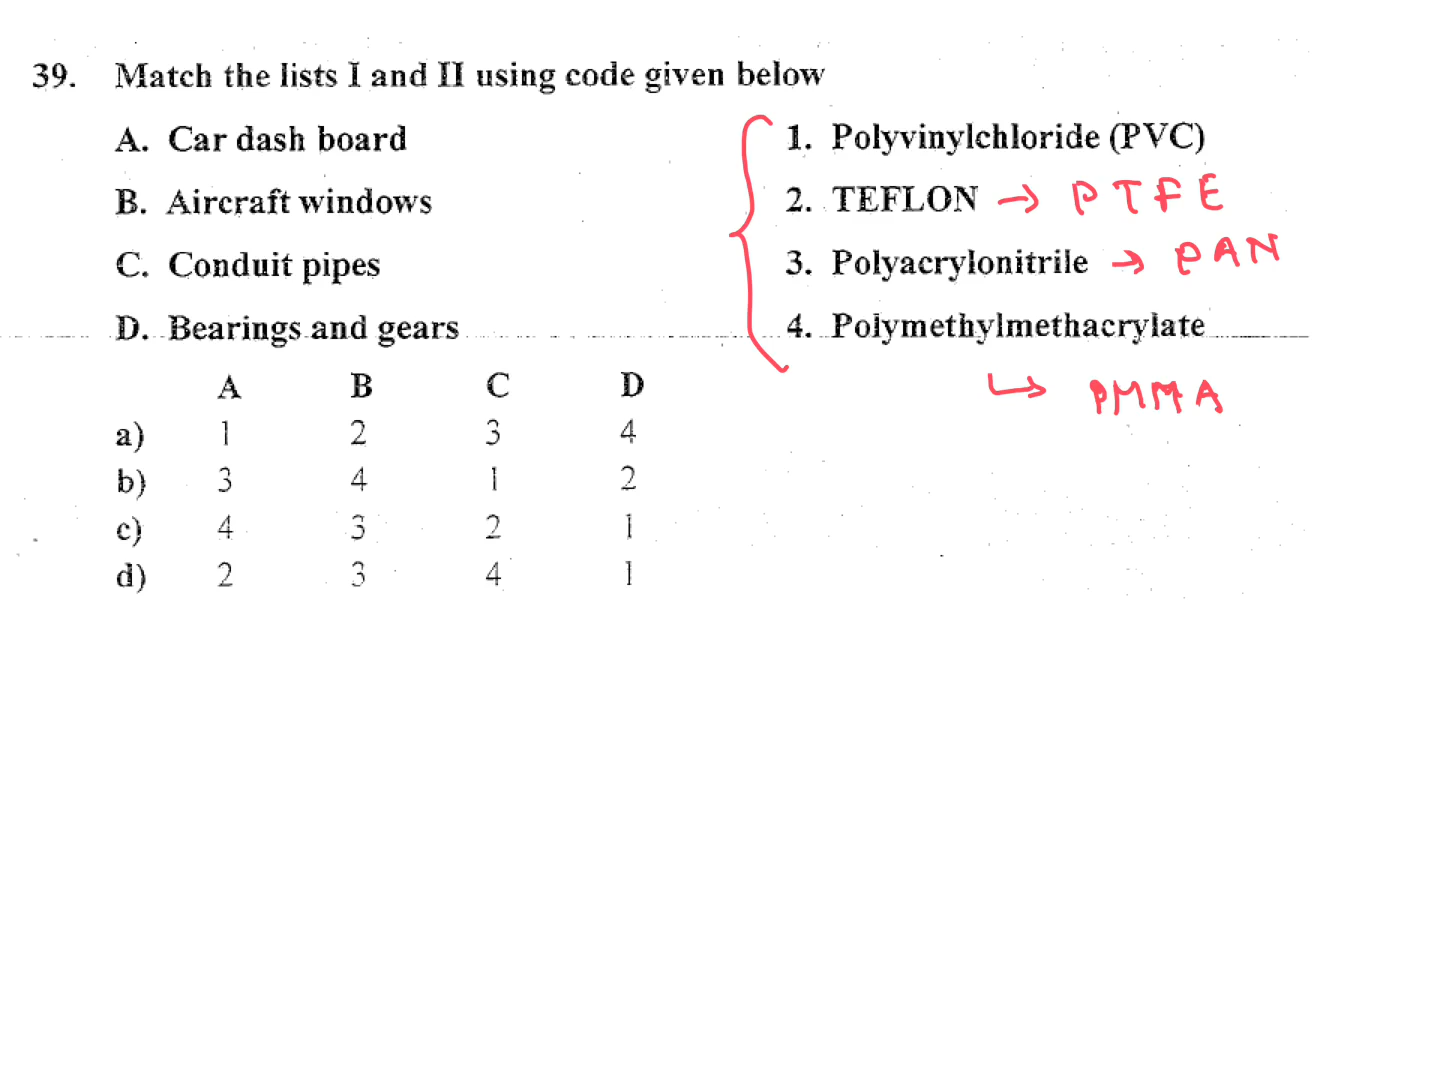 39. Match the lists I and II using code given below
A. Car dash board 1. Polyvinylchloride (PVC)
B. Aircraft windows 2. TEFLON → PTFE
C. Conduit pipes 3. Polyacrylonitrile → PAN
D. Bearings and gears 4. Polymethylmethacrylate
↳ PMMA
A B C D
a) 1 2 3 4
b) 3 4 1 2
c) 4 3 2 1
d) 2 3 4 1